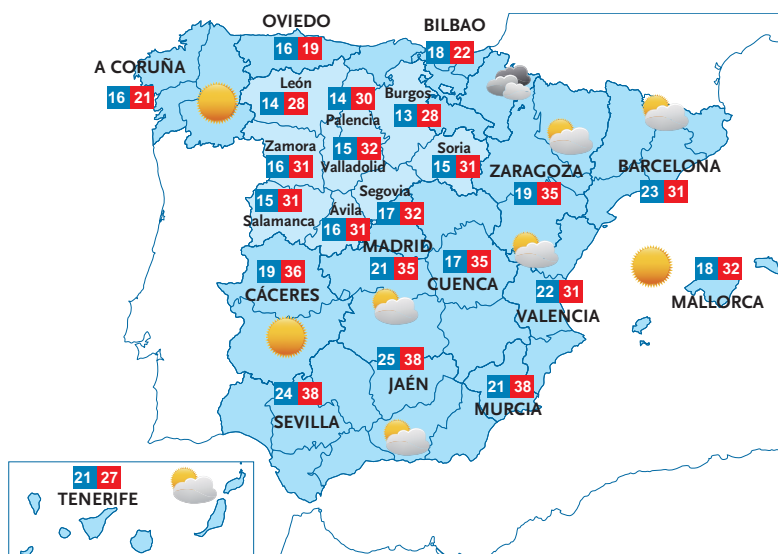 OVIEDO
16 19
BILBAO
18 22
A CORUÑA
16 21
León
14 28
14 30
Palencia
Burgos
13 28
Zamora
16 31
15 32
Valladolid
Soria
15 31
ZARAGOZA
19 35
BARCELONA
23 31
15 31
Salamanca
Ávila
16 31
Segovia
17 32
MADRID
21 35
17 35
CUENCA
19 36
CÁCERES
22 31
VALENCIA
18 32
MALLORCA
25 38
JAÉN
24 38
SEVILLA
21 38
MURCIA
21 27
TENERIFE